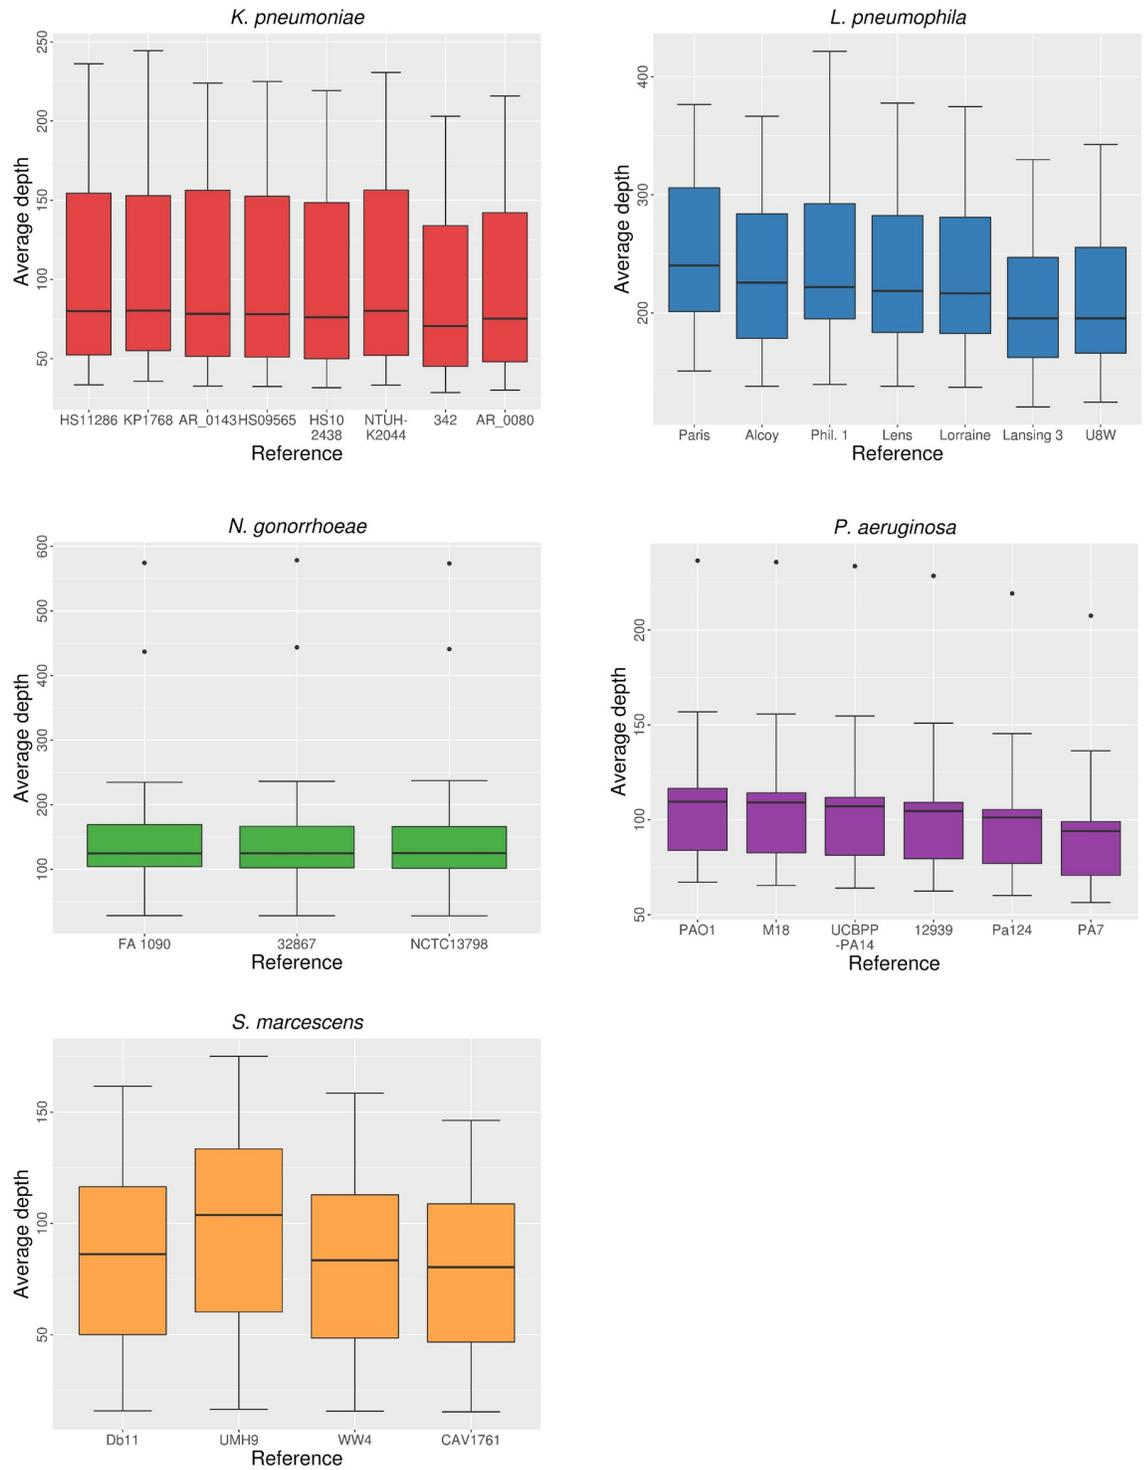 K. pneumoniae
Average depth
250
200
150
100
50
HS11286 KP1768 AR_0143 HS09565 HS10 NTUH- 342 AR_0080
2438 K2044
Reference
L. pneumophila
Average depth
400
300
200
Paris Alcoy Phil. 1 Lens Lorraine Lansing 3 U8W
Reference
N. gonorrhoeae
Average depth
600
500
400
300
200
100
FA 1090 32867 NCTC13798
Reference
P. aeruginosa
Average depth
200
150
100
50
PAO1 M18 UCBPP 12939 Pa124 PA7
-PA14
Reference
S. marcescens
Average depth
150
100
50
Db11 UMH9 WW4 CAV1761
Reference